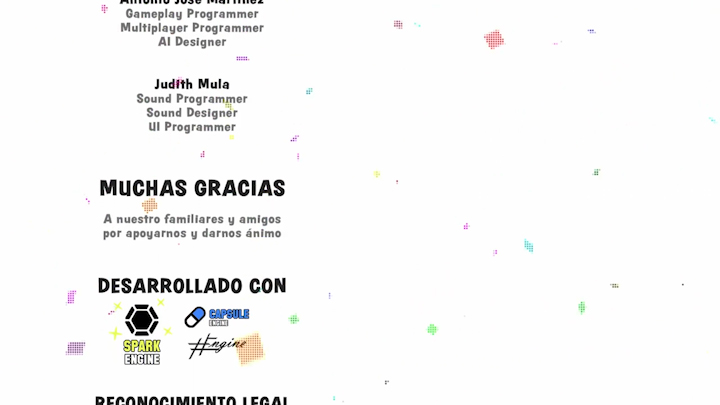 Antonio José Martínez
Gameplay Programmer
Multiplayer Programmer
AI Designer
Judith Mula
Sound Programmer
Sound Designer
UI Programmer
MUCHAS GRACIAS
A nuestro familiares y amigos
por apoyarnos y darnos ánimo
DESARROLLADO CON
SPARK
ENGINE
CAPSULE
ENGINE
#Engine
RECONOCIMIENTO LEGAL